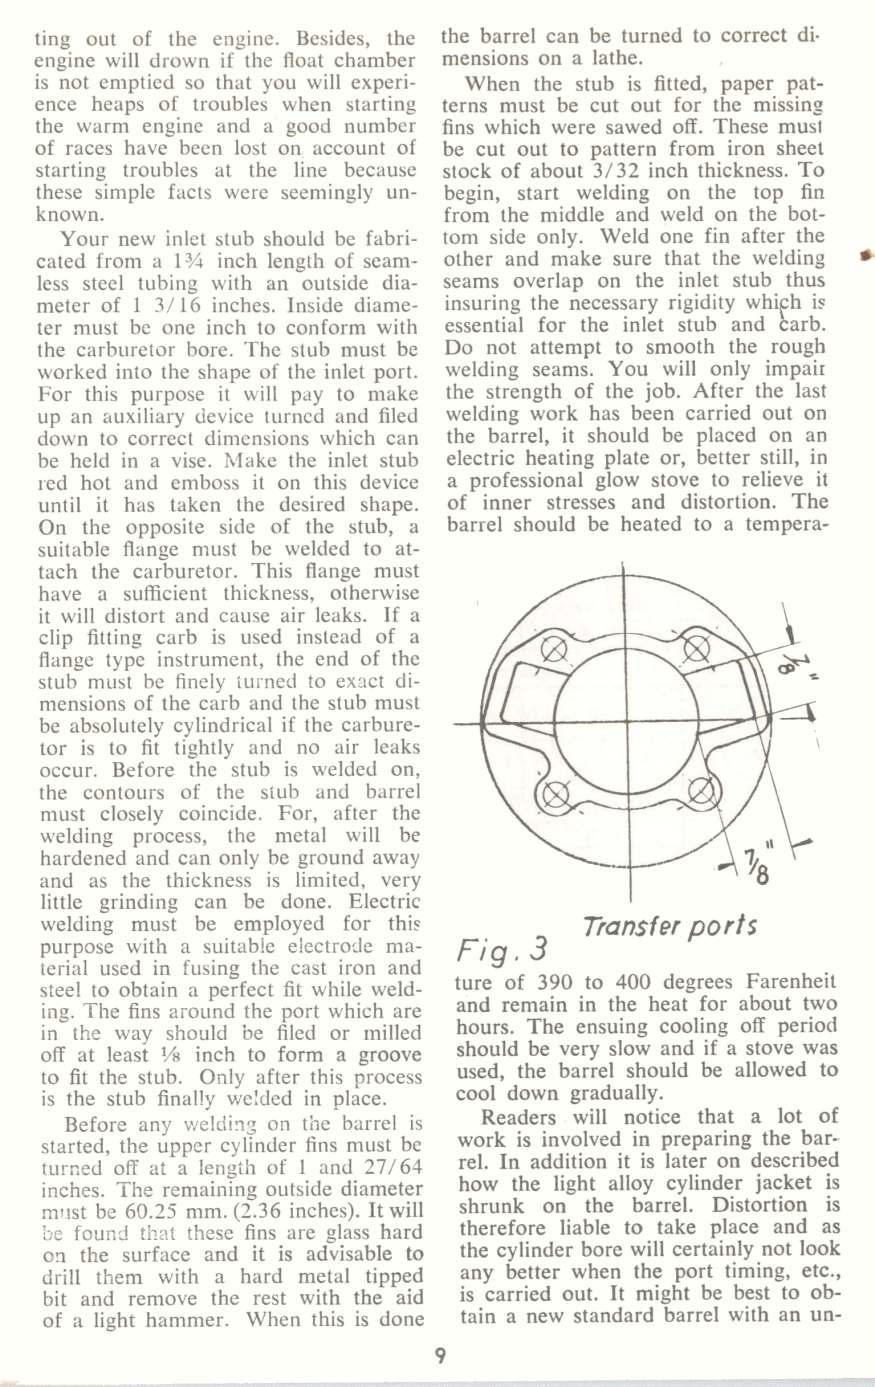 ting out of the engine. Besides, the
engine will drown if the float chamber
is not emptied so that you will experi-
ence heaps of troubles when starting
the warm engine and a good number
of races have been lost on account of
starting troubles at the line because
these simple facts were seemingly un-
known.
Your new inlet stub should be fabri-
cated from a 1¾ inch length of seam-
less steel tubing with an outside dia-
meter of 1 3/16 inches. Inside diame-
ter must be one inch to conform with
the carburetor bore. The stub must be
worked into the shape of the inlet port.
For this purpose it will pay to make
up an auxiliary device turned and filed
down to correct dimensions which can
be held in a vise. Make the inlet stub
red hot and emboss it on this device
until it has taken the desired shape.
On the opposite side of the stub, a
suitable flange must be welded to at-
tach the carburetor. This flange must
have a sufficient thickness, otherwise
it will distort and cause air leaks. If a
clip fitting carb is used instead of a
flange type instrument, the end of the
stub must be finely turned to exact di-
mensions of the carb and the stub must
be absolutely cylindrical if the carbure-
tor is to fit tightly and no air leaks
occur. Before the stub is welded on,
the contours of the stub and barrel
must closely coincide. For, after the
welding process, the metal will be
hardened and can only be ground away
and as the thickness is limited, very
little grinding can be done. Electric
welding must be employed for this
purpose with a suitable electrode ma-
terial used in fusing the cast iron and
steel to obtain a perfect fit while weld-
ing. The fins around the port which are
in the way should be filed or milled
off at least ⅛ inch to form a groove
to fit the stub. Only after this process
is the stub finally welded in place.
Before any welding on the barrel is
started, the upper cylinder fins must be
turned off at a length of 1 and 27/64
inches. The remaining outside diameter
must be 60.25 mm. (2.36 inches). It will
be found that these fins are glass hard
on the surface and it is advisable to
drill them with a hard metal tipped
bit and remove the rest with the aid
of a light hammer. When this is done
the barrel can be turned to correct di-
mensions on a lathe.
When the stub is fitted, paper pat-
terns must be cut out for the missing
fins which were sawed off. These must
be cut out to pattern from iron sheet
stock of about 3/32 inch thickness. To
begin, start welding on the top fin
from the middle and weld on the bot-
tom side only. Weld one fin after the
other and make sure that the welding
seams overlap on the inlet stub thus
insuring the necessary rigidity which is
essential for the inlet stub and carb.
Do not attempt to smooth the rough
welding seams. You will only impair
the strength of the job. After the last
welding work has been carried out on
the barrel, it should be placed on an
electric heating plate or, better still, in
a professional glow stove to relieve it
of inner stresses and distortion. The
barrel should be heated to a tempera-
⅞"
⅞"
Transfer ports
Fig. 3
ture of 390 to 400 degrees Farenheit
and remain in the heat for about two
hours. The ensuing cooling off period
should be very slow and if a stove was
used, the barrel should be allowed to
cool down gradually.
Readers will notice that a lot of
work is involved in preparing the bar-
rel. In addition it is later on described
how the light alloy cylinder jacket is
shrunk on the barrel. Distortion is
therefore liable to take place and as
the cylinder bore will certainly not look
any better when the port timing, etc.,
is carried out. It might be best to ob-
tain a new standard barrel with an un-
9